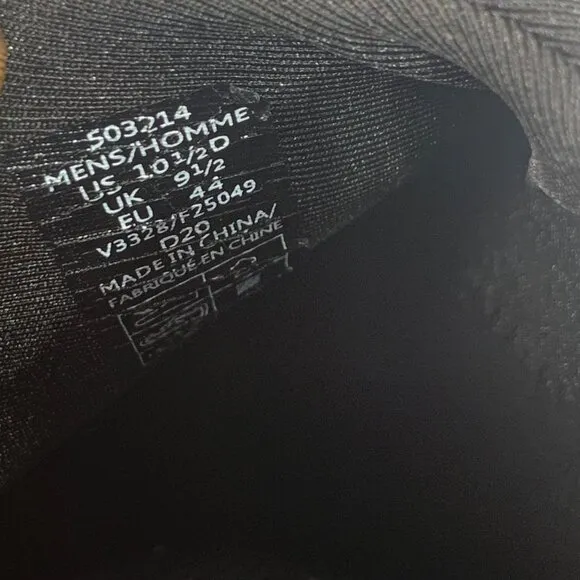 503214
MENS/HOMME
US 10 1/2D
UK 9 1/2
EU 44
V3328/F25049
D20
MADE IN CHINA/
FABRIQUÉ EN CHINE